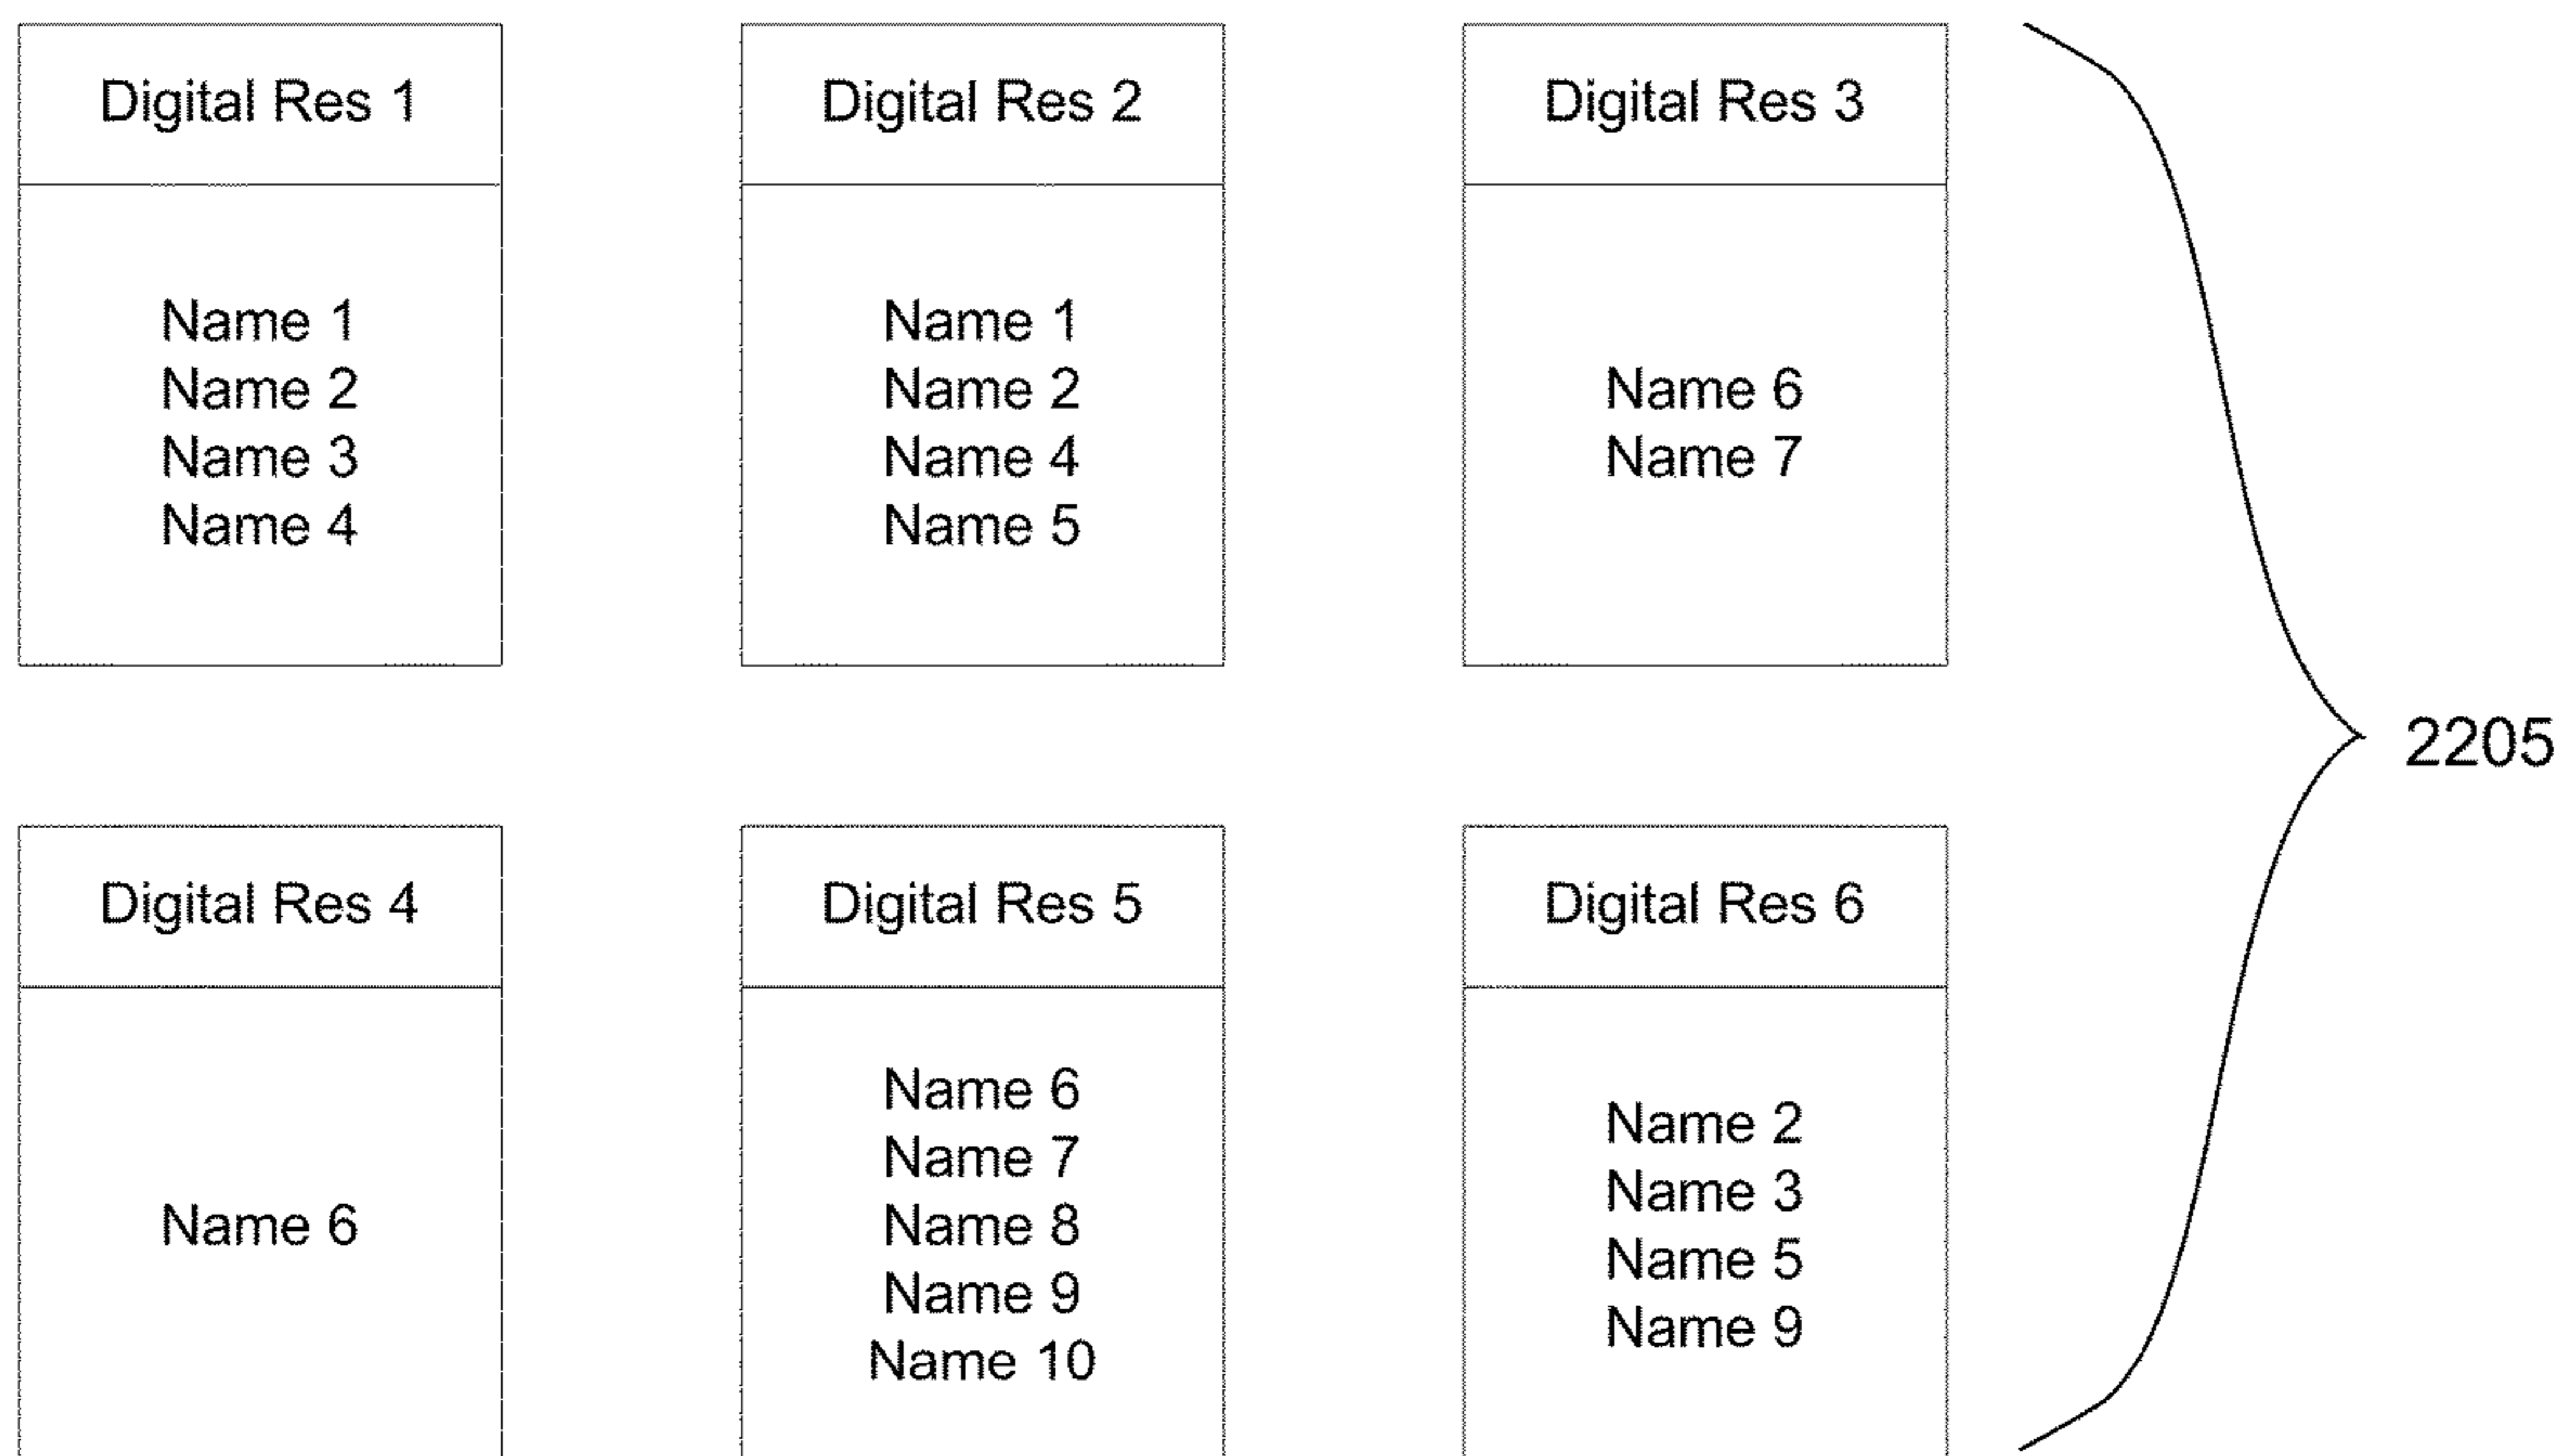 Digital Res 1
Name 1
Name 2
Name 3
Name 4
Digital Res 2
Name 1
Name 2
Name 4
Name 5
Digital Res 3
Name 6
Name 7
2205
Digital Res 4
Name 6
Digital Res 5
Name 6
Name 7
Name 8
Name 9
Name 10
Digital Res 6
Name 2
Name 3
Name 5
Name 9